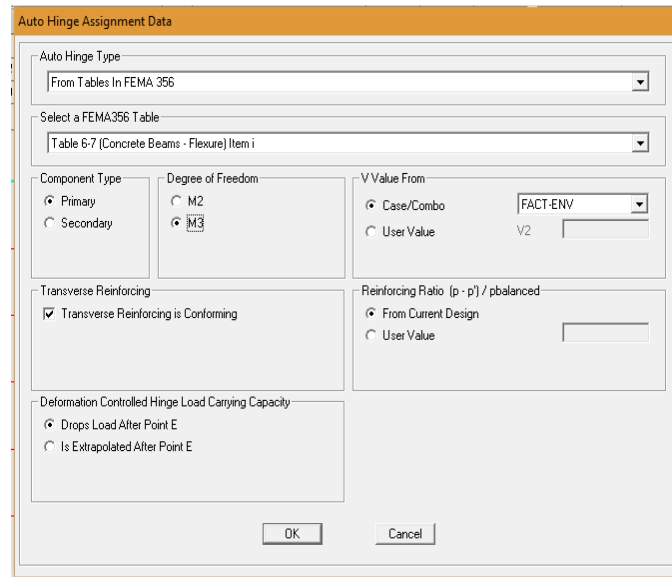 Auto Hinge Assignment Data
Auto Hinge Type
From Tables In FEMA 356
Select a FEMA356 Table
Table 6-7 (Concrete Beams - Flexure) Item i
Component Type
Primary
Secondary
Degree of Freedom
M2
M3
V Value From
Case/Combo FACT-ENV
User Value V2
Transverse Reinforcing
Transverse Reinforcing is Conforming
Reinforcing Ratio (p - p') / pbalanced
From Current Design
User Value
Deformation Controlled Hinge Load Carrying Capacity
Drops Load After Point E
Is Extrapolated After Point E
OK Cancel